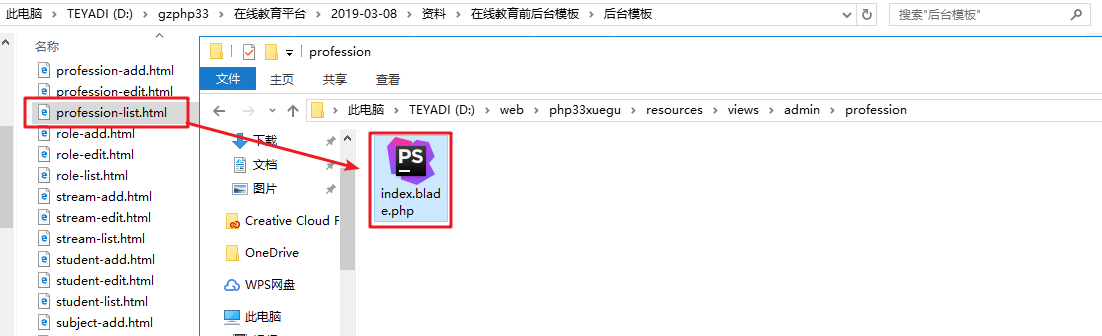 此电脑 > TEYADI (D:) > gzphp33 > 在线教育平台 > 2019-03-08 > 资料 > 在线教育前后台模板 > 后台模板
搜索"后台模板"
名称
profession-add.html
profession-edit.html
profession-list.html
role-add.html
role-edit.html
role-list.html
stream-add.html
stream-edit.html
stream-list.html
student-add.html
student-edit.html
student-list.html
subject-add.html
profession
文件 主页 共享 查看
此电脑 > TEYADI (D:) > web > php33xuegu > resources > views > admin > profession
下载
文档
图片
Creative Cloud F
OneDrive
WPS网盘
此电脑
PS
index.blad
e.php